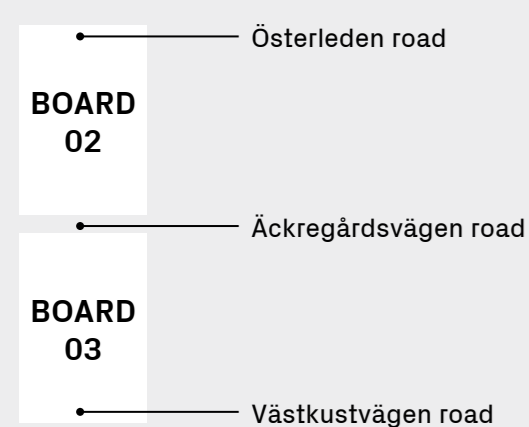 Österleden road
BOARD
02
Äckregårdsvägen road
BOARD
03
Västkustvägen road